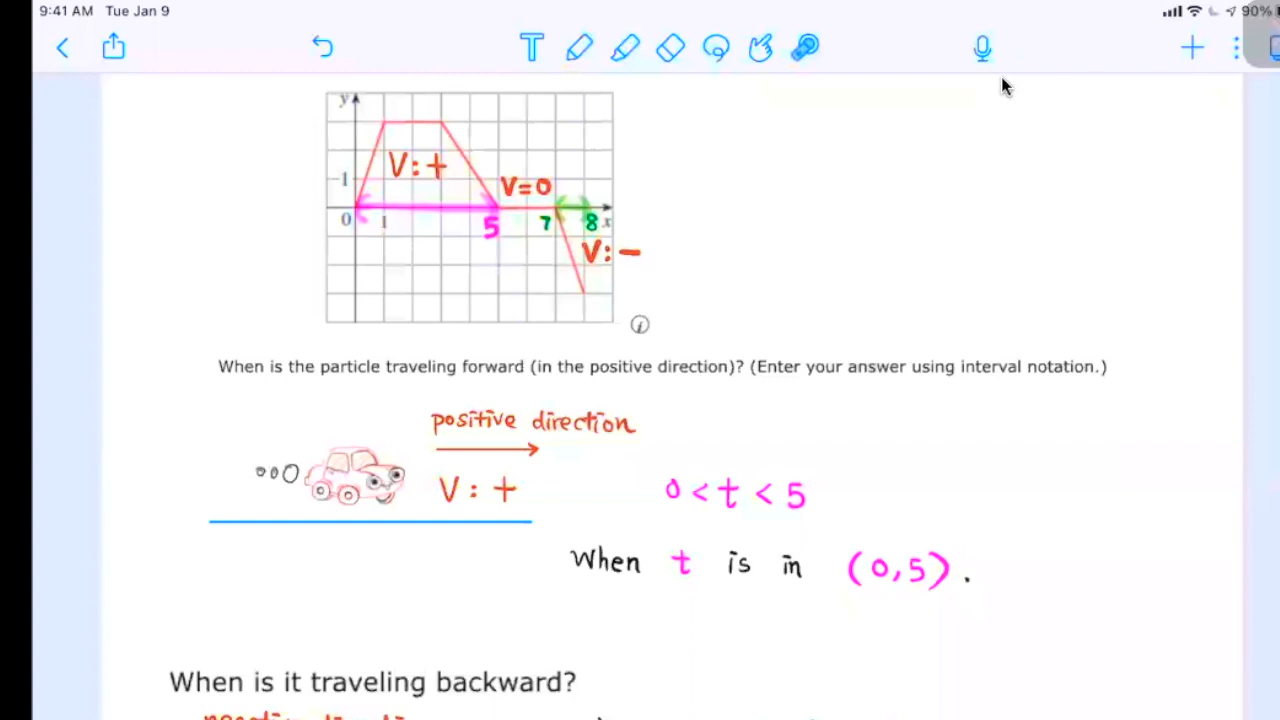 9:41 AM Tue Jan 9
90%
y
V:+
1
V=0
0
1
5
7
8
x
V:-
When is the particle traveling forward (in the positive direction)? (Enter your answer using interval notation.)
positive direction
V: +
0<t<5
When t is in (0,5).
When is it traveling backward?